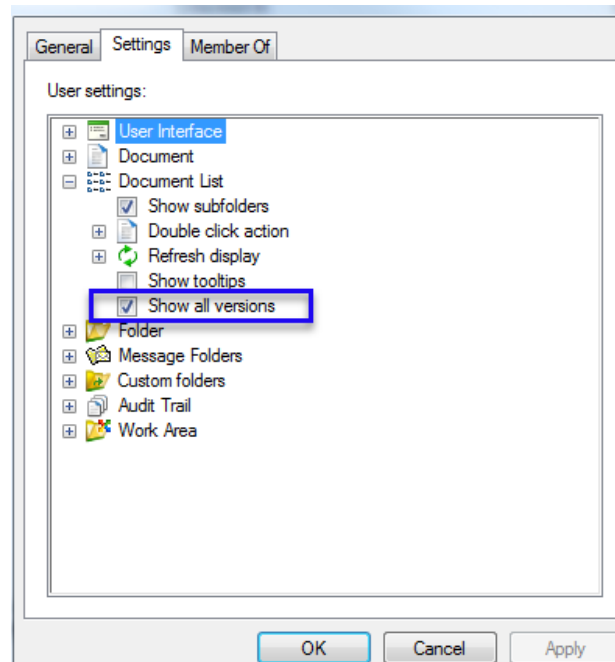 General Settings Member Of
User settings:
User Interface
Document
Document List
Show subfolders
Double click action
Refresh display
Show tooltips
Show all versions
Folder
Message Folders
Custom folders
Audit Trail
Work Area
OK Cancel Apply